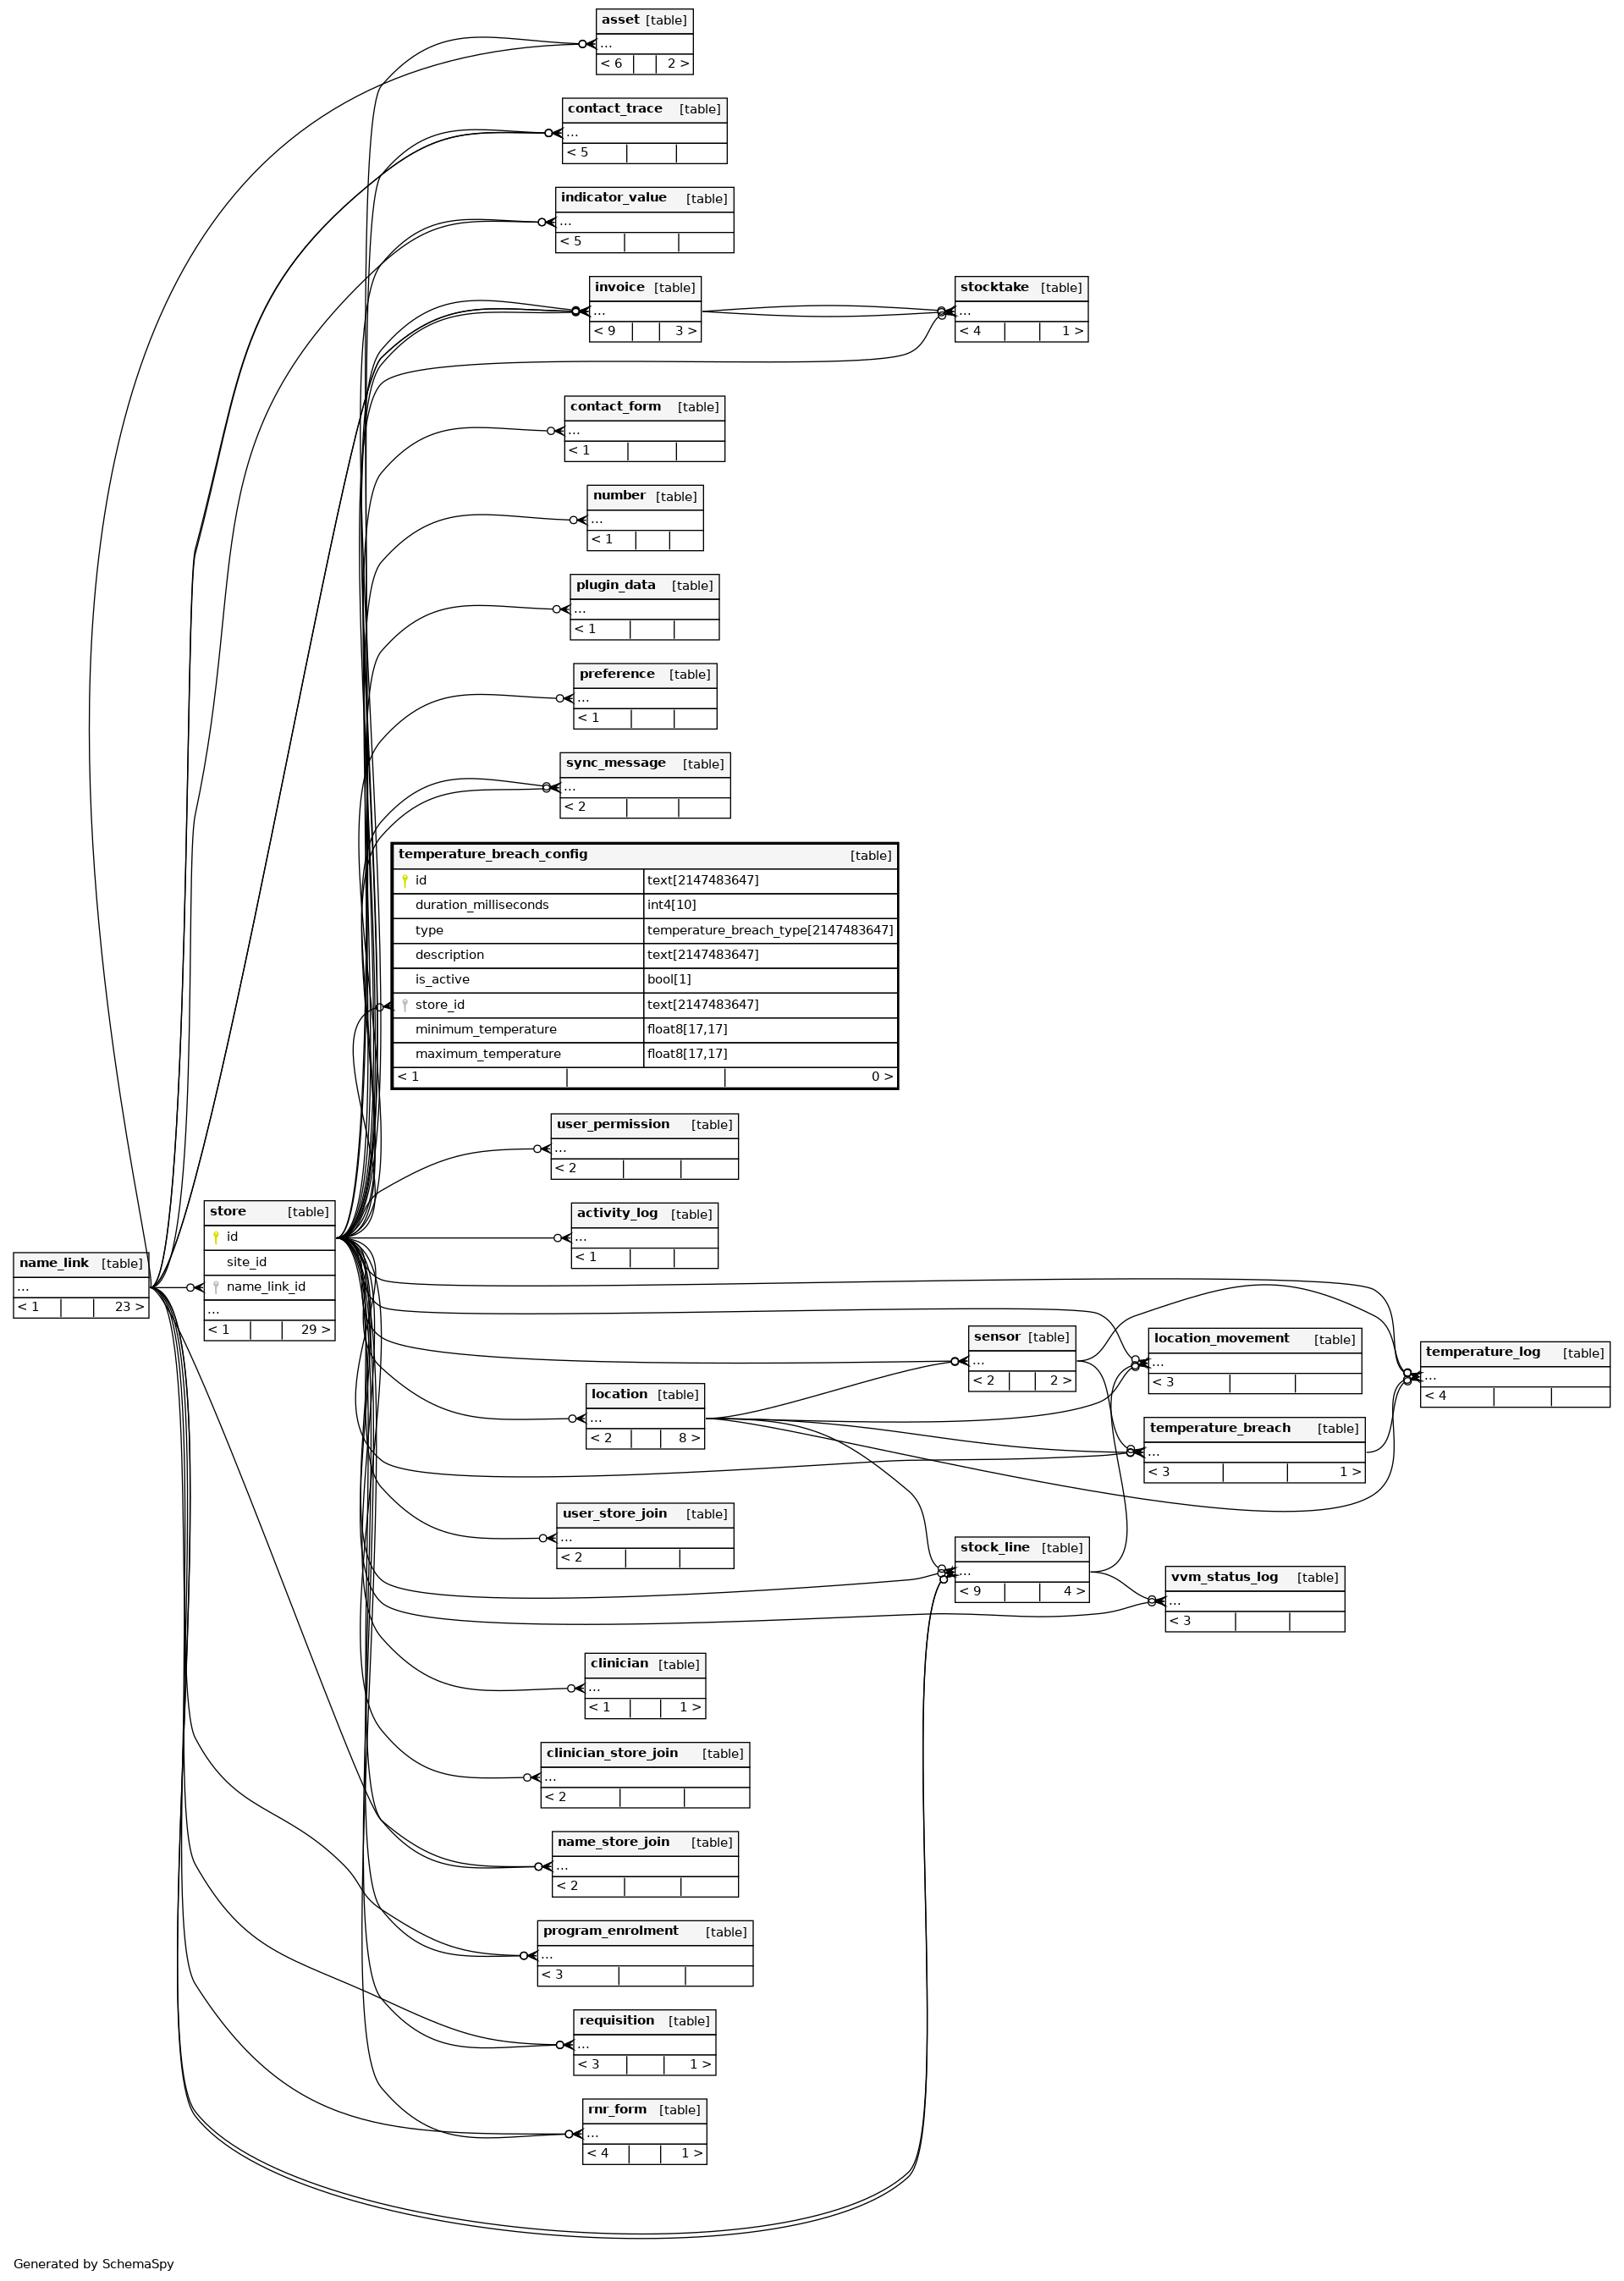 asset [table]
...
< 6 2 >
contact_trace [table]
...
< 5
indicator_value [table]
...
< 5
invoice [table]
...
< 9 3 >
stocktake [table]
...
< 4 1 >
contact_form [table]
...
< 1
number [table]
...
< 1
plugin_data [table]
...
< 1
preference [table]
...
< 1
sync_message [table]
...
< 2
temperature_breach_config [table]
id text[2147483647]
duration_milliseconds int4[10]
type temperature_breach_type[2147483647]
description text[2147483647]
is_active bool[1]
store_id text[2147483647]
minimum_temperature float8[17,17]
maximum_temperature float8[17,17]
< 1 0 >
user_permission [table]
...
< 2
store [table]
id
site_id
name_link_id
...
< 1 29 >
activity_log [table]
...
< 1
name_link [table]
...
< 1 23 >
sensor [table]
...
< 2 2 >
location_movement [table]
...
< 3
temperature_log [table]
...
< 4
location [table]
...
< 2 8 >
temperature_breach [table]
...
< 3 1 >
user_store_join [table]
...
< 2
stock_line [table]
...
< 9 4 >
vvm_status_log [table]
...
< 3
clinician [table]
...
< 1 1 >
clinician_store_join [table]
...
< 2
name_store_join [table]
...
< 2
program_enrolment [table]
...
< 3
requisition [table]
...
< 3 1 >
rnr_form [table]
...
< 4 1 >
Generated by SchemaSpy